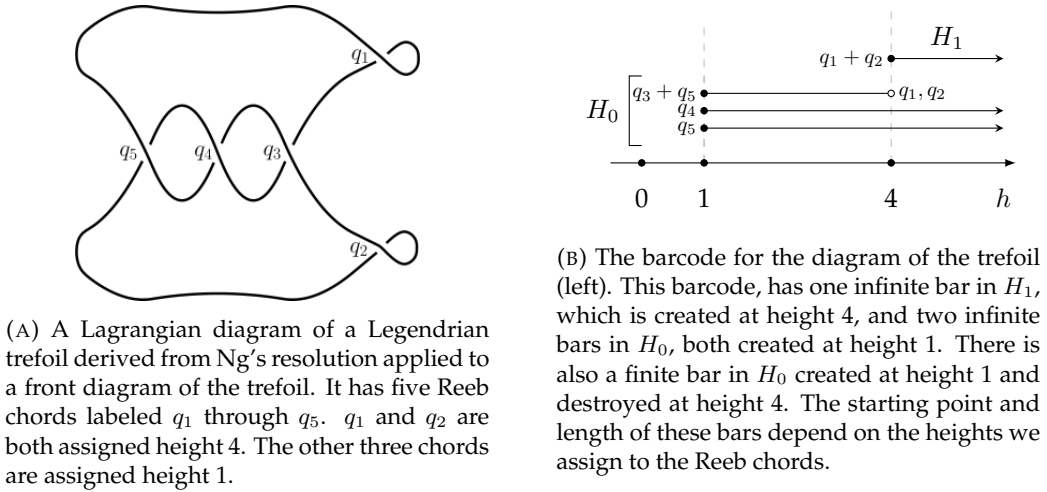 q₁
q₅ q₄ q₃
q₂
(A) A Lagrangian diagram of a Legendrian
trefoil derived from Ng's resolution applied to
a front diagram of the trefoil. It has five Reeb
chords labeled q₁ through q₅. q₁ and q₂ are
both assigned height 4. The other three chords
are assigned height 1.
H₁
q₁ + q₂
q₃ + q₅ q₁, q₂
H₀
q₄
q₅
0 1 4 h
(B) The barcode for the diagram of the trefoil
(left). This barcode, has one infinite bar in H₁,
which is created at height 4, and two infinite
bars in H₀, both created at height 1. There is
also a finite bar in H₀ created at height 1 and
destroyed at height 4. The starting point and
length of these bars depend on the heights we
assign to the Reeb chords.